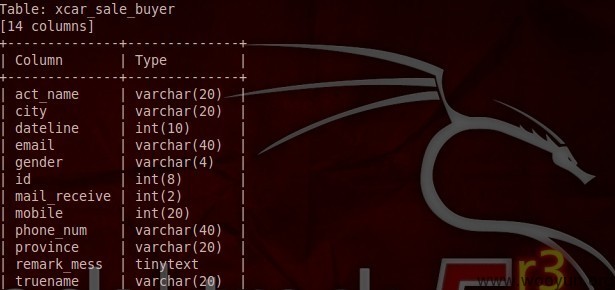 Table: xcar_sale_buyer
[14 columns]
+--------------+-------------+
| Column | Type |
+--------------+-------------+
| act_name | varchar(20) |
| city | varchar(20) |
| dateline | int(10) |
| email | varchar(40) |
| gender | varchar(4) |
| id | int(8) |
| mail_receive | int(2) |
| mobile | int(20) |
| phone_num | varchar(40) |
| province | varchar(20) |
| remark_mess | tinytext |
| truename | varchar(20) |
r3